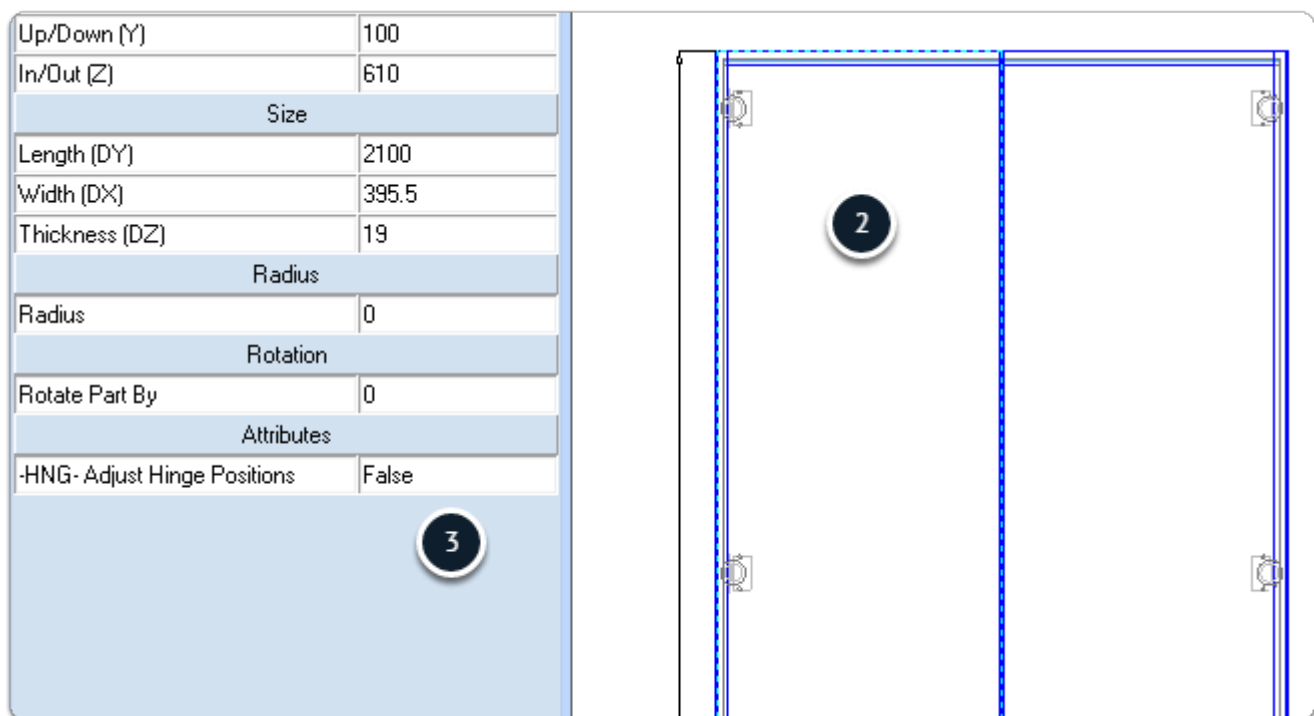 Up/Down (Y) 100
In/Out (Z) 610
Size
Length (DY) 2100
Width (DX) 395.5
Thickness (DZ) 19
Radius
Radius 0
Rotation
Rotate Part By 0
Attributes
-HNG- Adjust Hinge Positions False
3
2